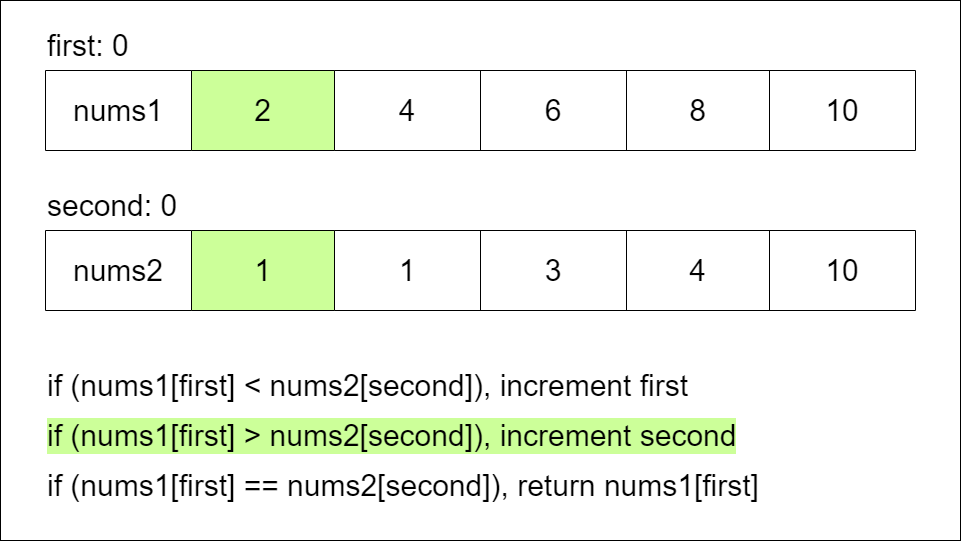 first: 0
nums1 2 4 6 8 10
second: 0
nums2 1 1 3 4 10
if (nums1[first] < nums2[second]), increment first
if (nums1[first] > nums2[second]), increment second
if (nums1[first] == nums2[second]), return nums1[first]